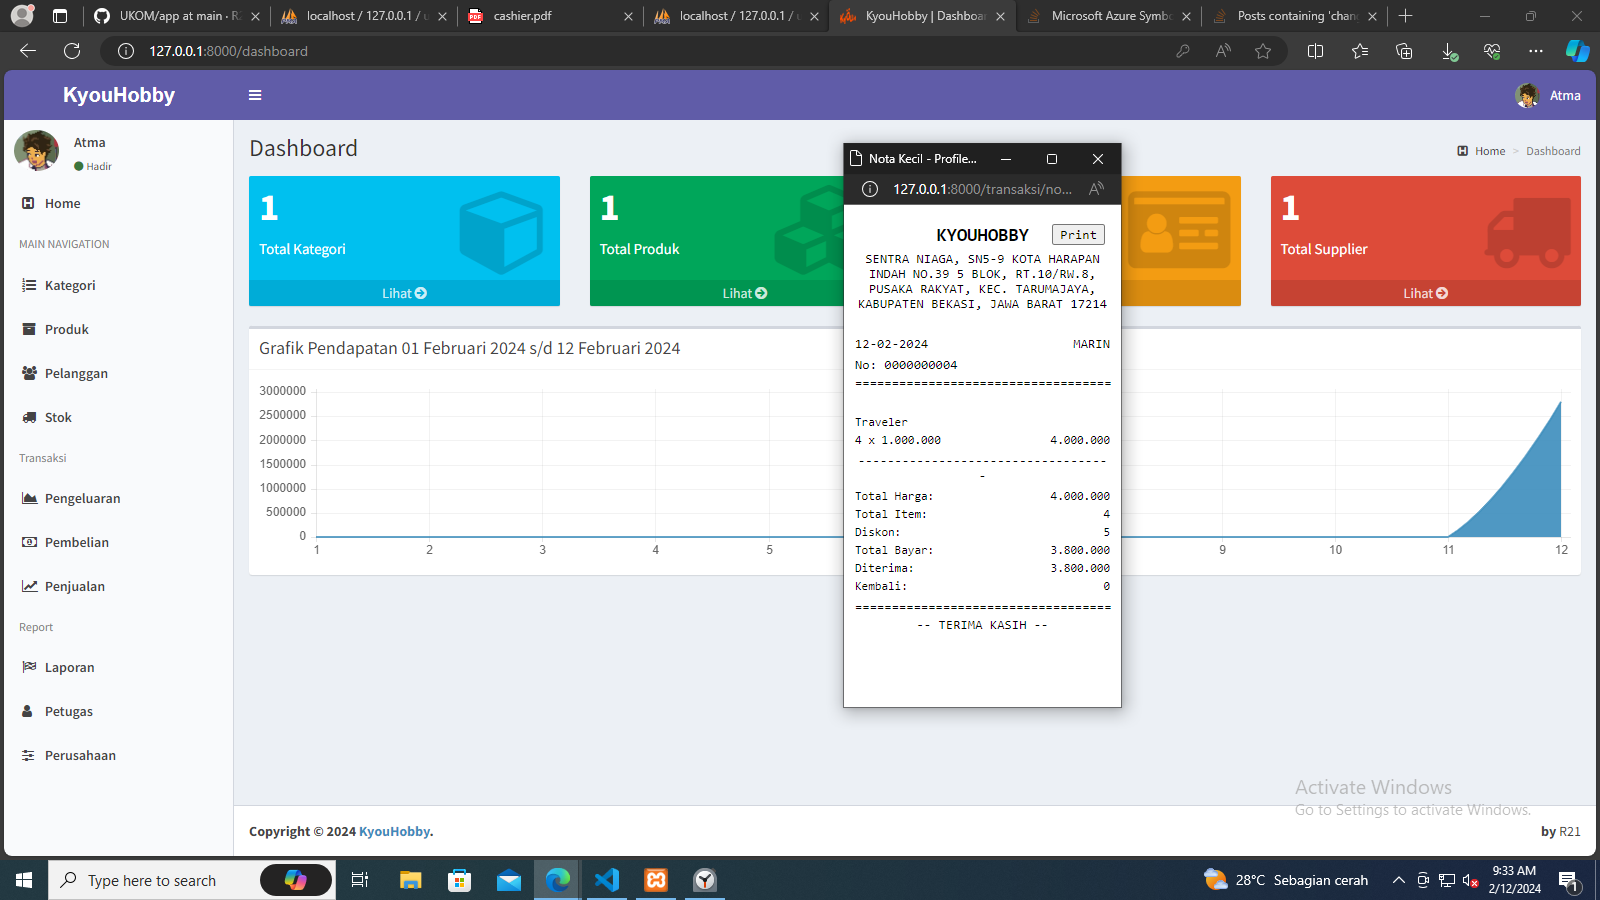 UKOM/app at main · R
localhost / 127.0.0.1 / u
cashier.pdf
localhost / 127.0.0.1 / u
KyouHobby | Dashboar
Microsoft Azure Symbo
Posts containing 'chang
127.0.0.1:8000/dashboard
KyouHobby
Atma
Atma
Hadir
Home
MAIN NAVIGATION
Kategori
Produk
Pelanggan
Stok
Transaksi
Pengeluaran
Pembelian
Penjualan
Report
Laporan
Petugas
Perusahaan
Dashboard
Home > Dashboard
1
Total Kategori
Lihat
1
Total Produk
Lihat
1
Total Supplier
Lihat
Grafik Pendapatan 01 Februari 2024 s/d 12 Februari 2024
3000000
2500000
2000000
1500000
1000000
500000
0
1 2 3 4 5 9 10 11 12
Nota Kecil - Profile...
127.0.0.1:8000/transaksi/no...
KYOUHOBBY
Print
SENTRA NIAGA, SN5-9 KOTA HARAPAN
INDAH NO.39 5 BLOK, RT.10/RW.8,
PUSAKA RAKYAT, KEC. TARUMAJAYA,
KABUPATEN BEKASI, JAWA BARAT 17214
12-02-2024 MARIN
No: 0000000004
===================================
Traveler
4 x 1.000.000 4.000.000
----------------------------------
-
Total Harga: 4.000.000
Total Item: 4
Diskon: 5
Total Bayar: 3.800.000
Diterima: 3.800.000
Kembali: 0
===================================
-- TERIMA KASIH --
Activate Windows
Go to Settings to activate Windows.
Copyright © 2024 KyouHobby.
by R21
Type here to search
28°C Sebagian cerah
9:33 AM
2/12/2024
1